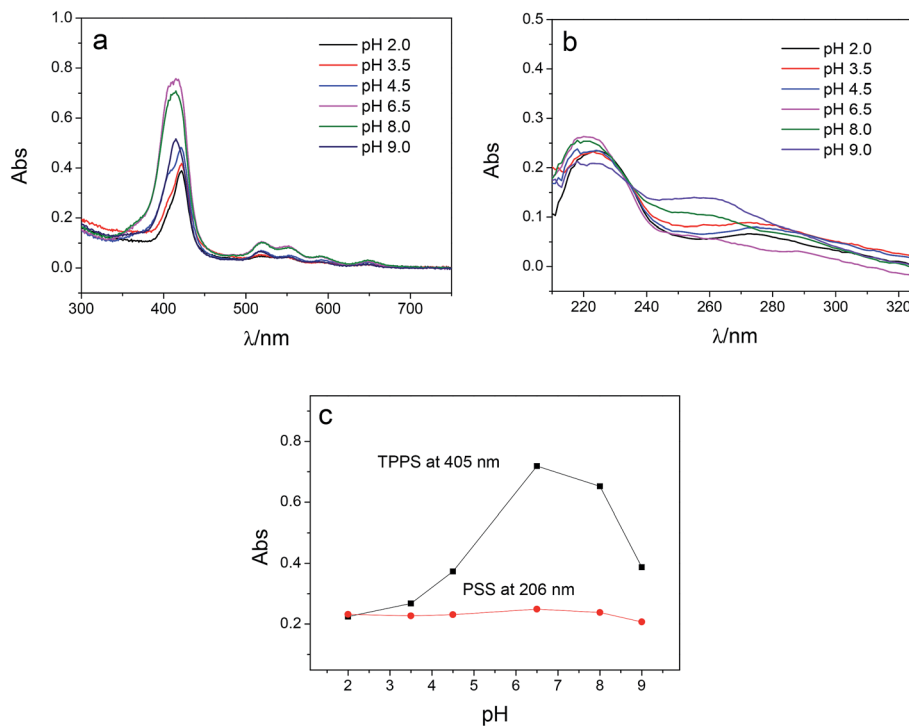 a
pH 2.0
pH 3.5
pH 4.5
pH 6.5
pH 8.0
pH 9.0
1.0
0.8
0.6
0.4
0.2
0.0
Abs
300
400
500
600
700
λ/nm
b
pH 2.0
pH 3.5
pH 4.5
pH 6.5
pH 8.0
pH 9.0
0.5
0.4
0.3
0.2
0.1
0.0
Abs
220
240
260
280
300
320
λ/nm
c
TPPS at 405 nm
PSS at 206 nm
0.8
0.6
0.4
0.2
Abs
2
3
4
5
6
7
8
9
pH